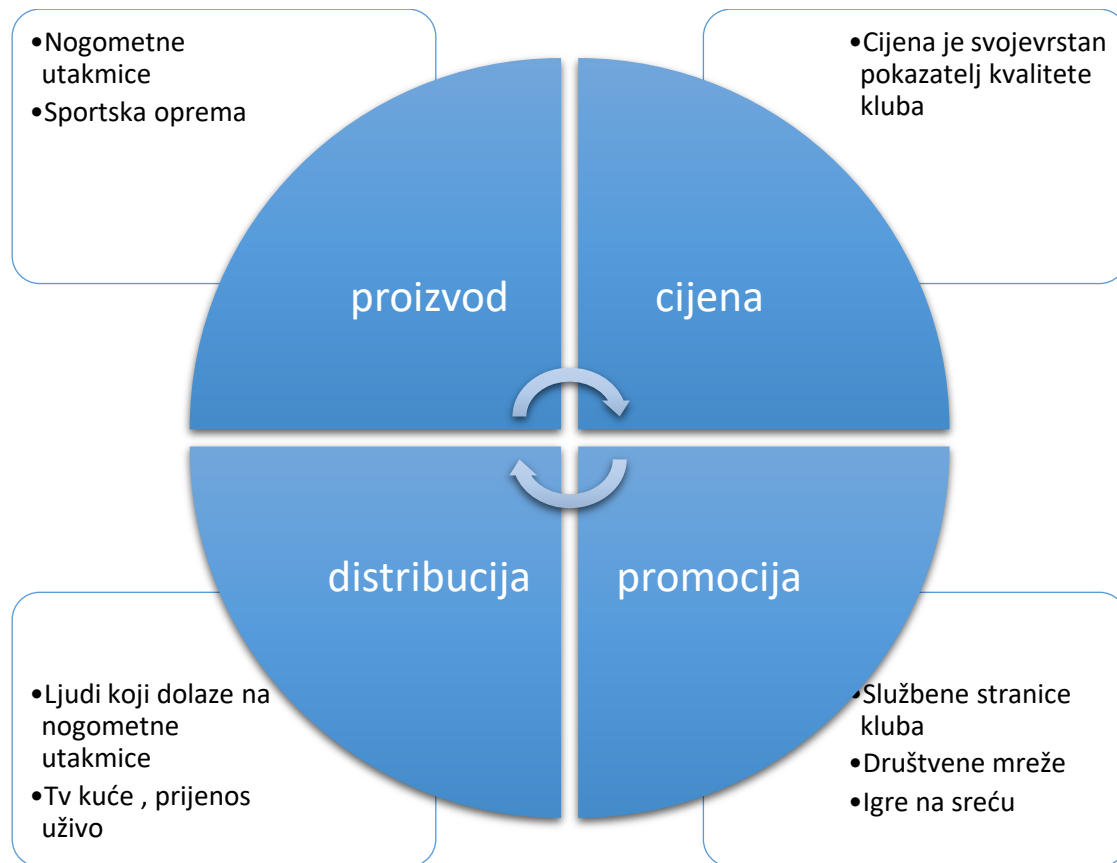 •Nogometne
utakmice
•Sportska oprema
•Cijena je svojevrstan
pokazatelj kvalitete
kluba
proizvod
cijena
distribucija
promocija
•Ljudi koji dolaze na
nogometne
utakmice
•Tv kuće , prijenos
uživo
•Službene stranice
kluba
•Društvene mreže
•Igre na sreću